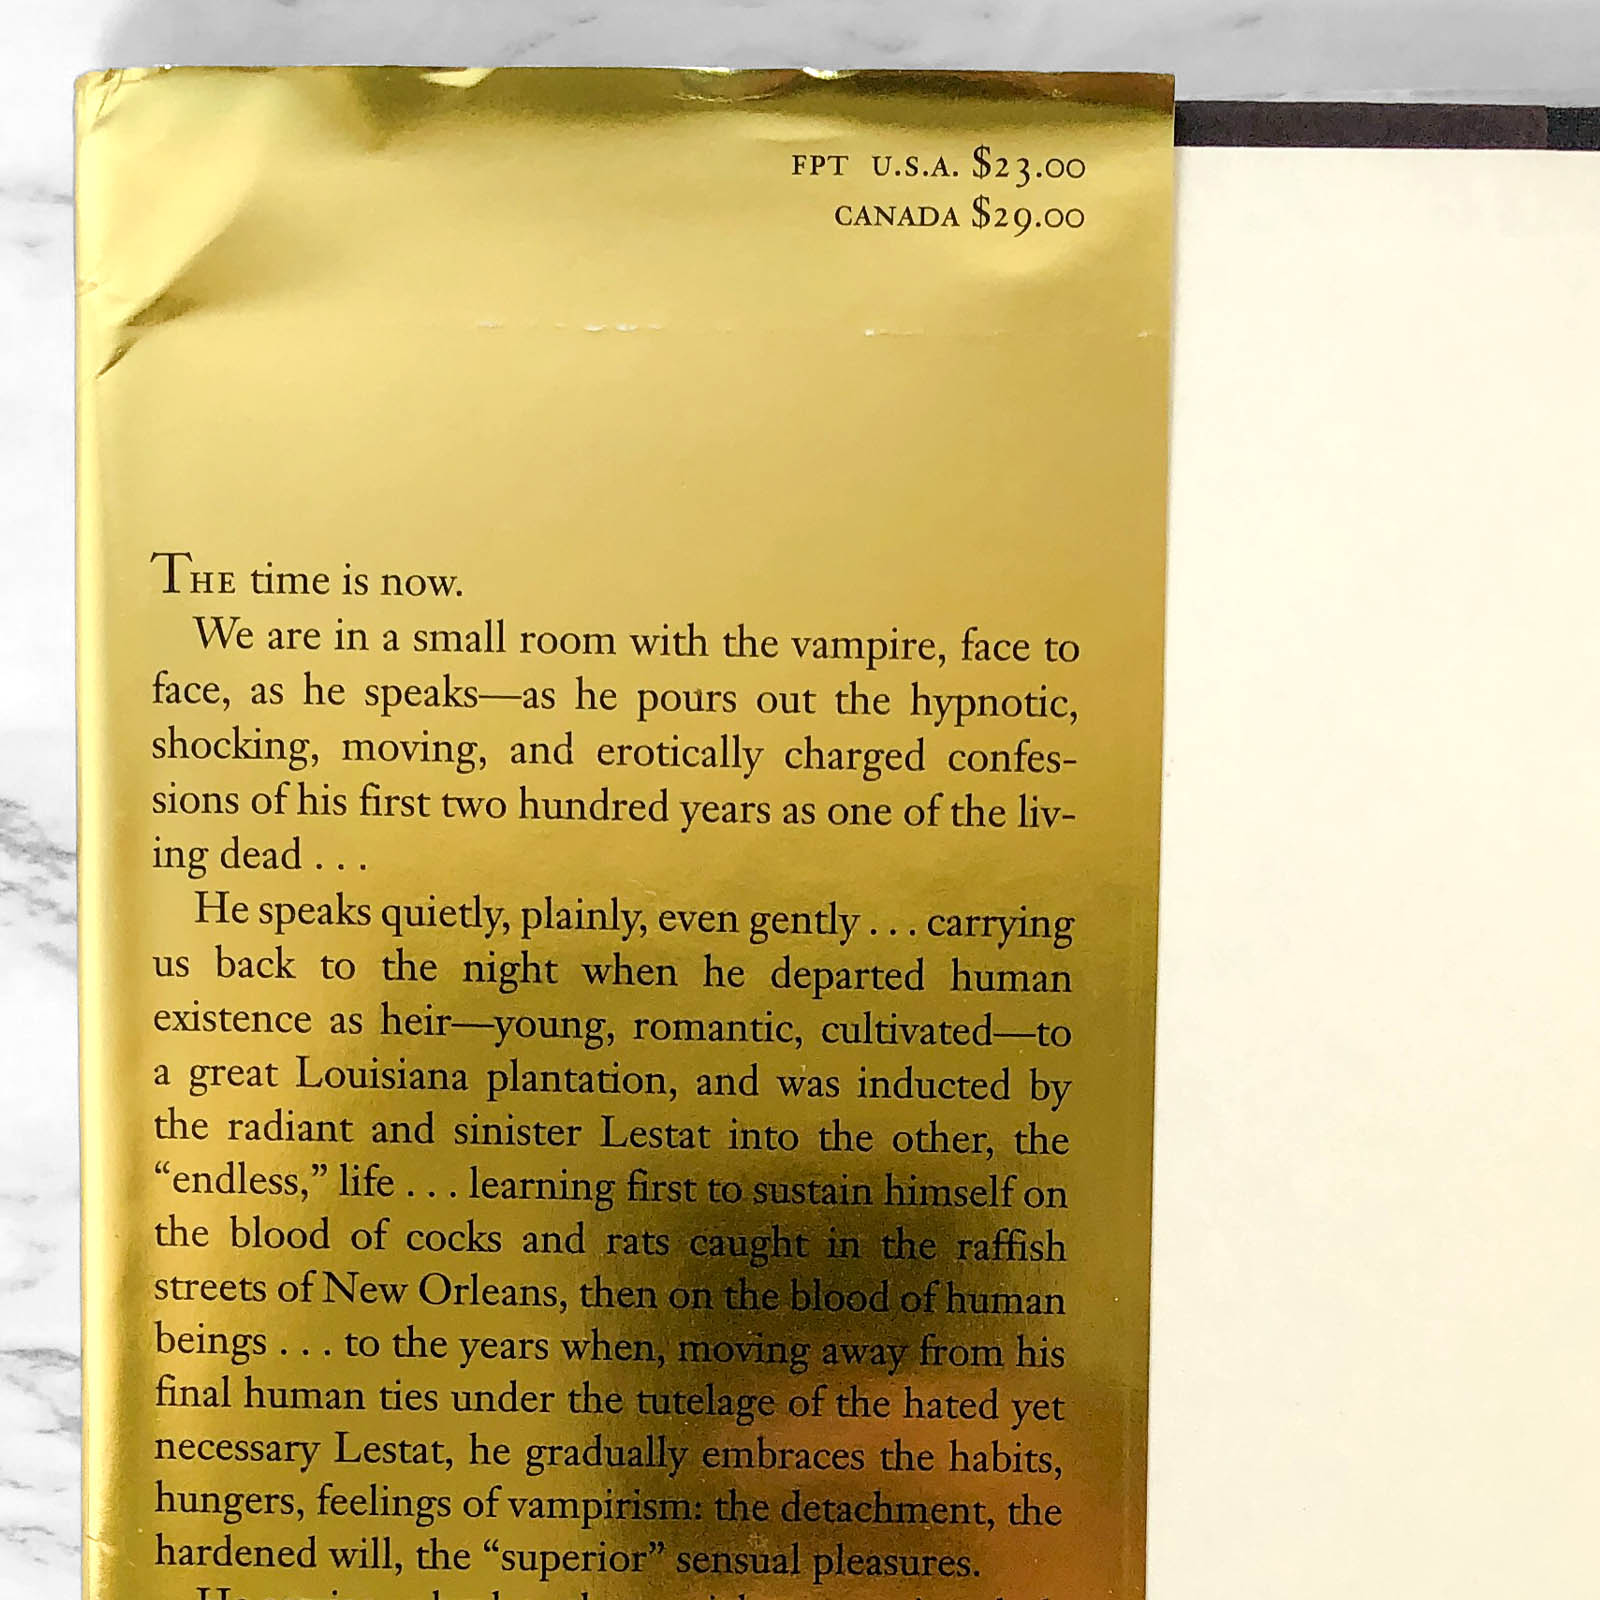 FPT U.S.A. $23.00
CANADA $29.00
THE time is now.
We are in a small room with the vampire, face to
face, as he speaks—as he pours out the hypnotic,
shocking, moving, and erotically charged confes-
sions of his first two hundred years as one of the liv-
ing dead . . .
He speaks quietly, plainly, even gently . . . carrying
us back to the night when he departed human
existence as heir—young, romantic, cultivated—to
a great Louisiana plantation, and was inducted by
the radiant and sinister Lestat into the other, the
“endless,” life . . . learning first to sustain himself on
the blood of cocks and rats caught in the raffish
streets of New Orleans, then on the blood of human
beings . . . to the years when, moving away from his
final human ties under the tutelage of the hated yet
necessary Lestat, he gradually embraces the habits,
hungers, feelings of vampirism: the detachment, the
hardened will, the “superior” sensual pleasures.